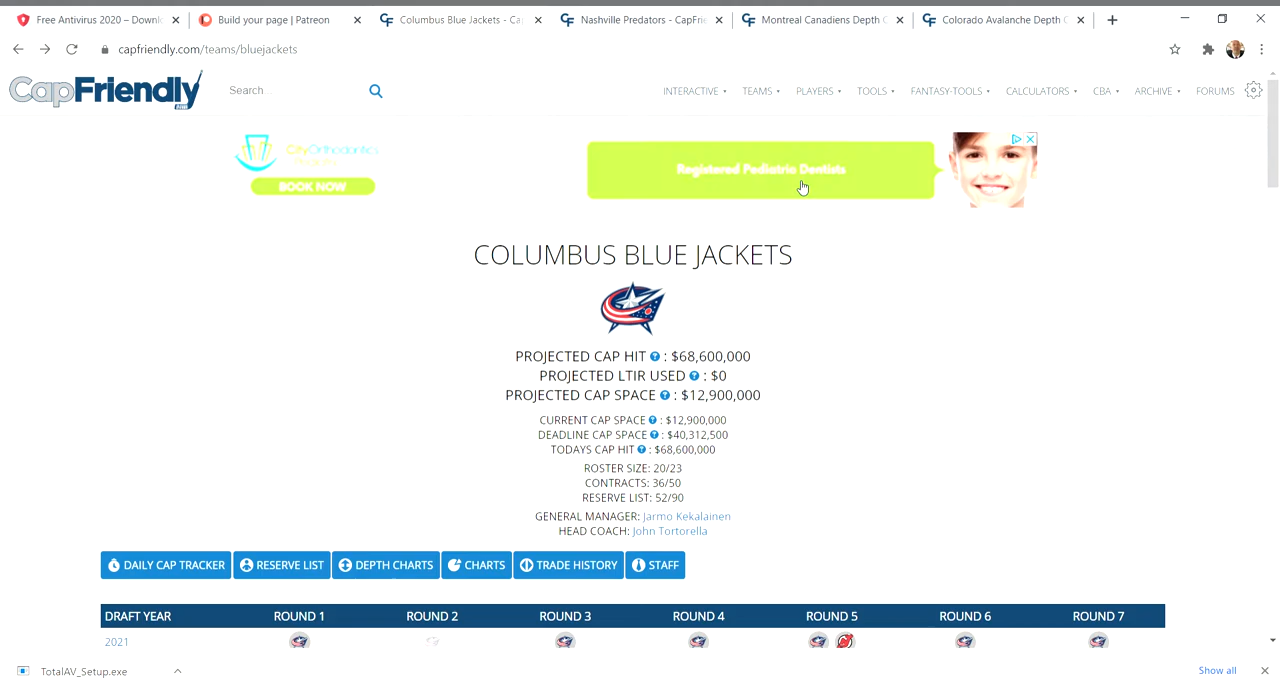 Free Antivirus 2020 – Downl
Build your page | Patreon
Columbus Blue Jackets - Ca
Nashville Predators - CapFrie
Montreal Canadiens Depth C
Colorado Avalanche Depth C
capfriendly.com/teams/bluejackets
CapFriendly
Search...
INTERACTIVE
TEAMS
PLAYERS
TOOLS
FANTASY-TOOLS
CALCULATORS
CBA
ARCHIVE
FORUMS
CityOrthodontics
BOOK NOW
Registered Pediatric Dentists
COLUMBUS BLUE JACKETS
PROJECTED CAP HIT : $68,600,000
PROJECTED LTIR USED : $0
PROJECTED CAP SPACE : $12,900,000
CURRENT CAP SPACE : $12,900,000
DEADLINE CAP SPACE : $40,312,500
TODAYS CAP HIT : $68,600,000
ROSTER SIZE: 20/23
CONTRACTS: 36/50
RESERVE LIST: 52/90
GENERAL MANAGER: Jarmo Kekalainen
HEAD COACH: John Tortorella
DAILY CAP TRACKER
RESERVE LIST
DEPTH CHARTS
CHARTS
TRADE HISTORY
STAFF
DRAFT YEAR ROUND 1 ROUND 2 ROUND 3 ROUND 4 ROUND 5 ROUND 6 ROUND 7
2021
TotalAV_Setup.exe
Show all